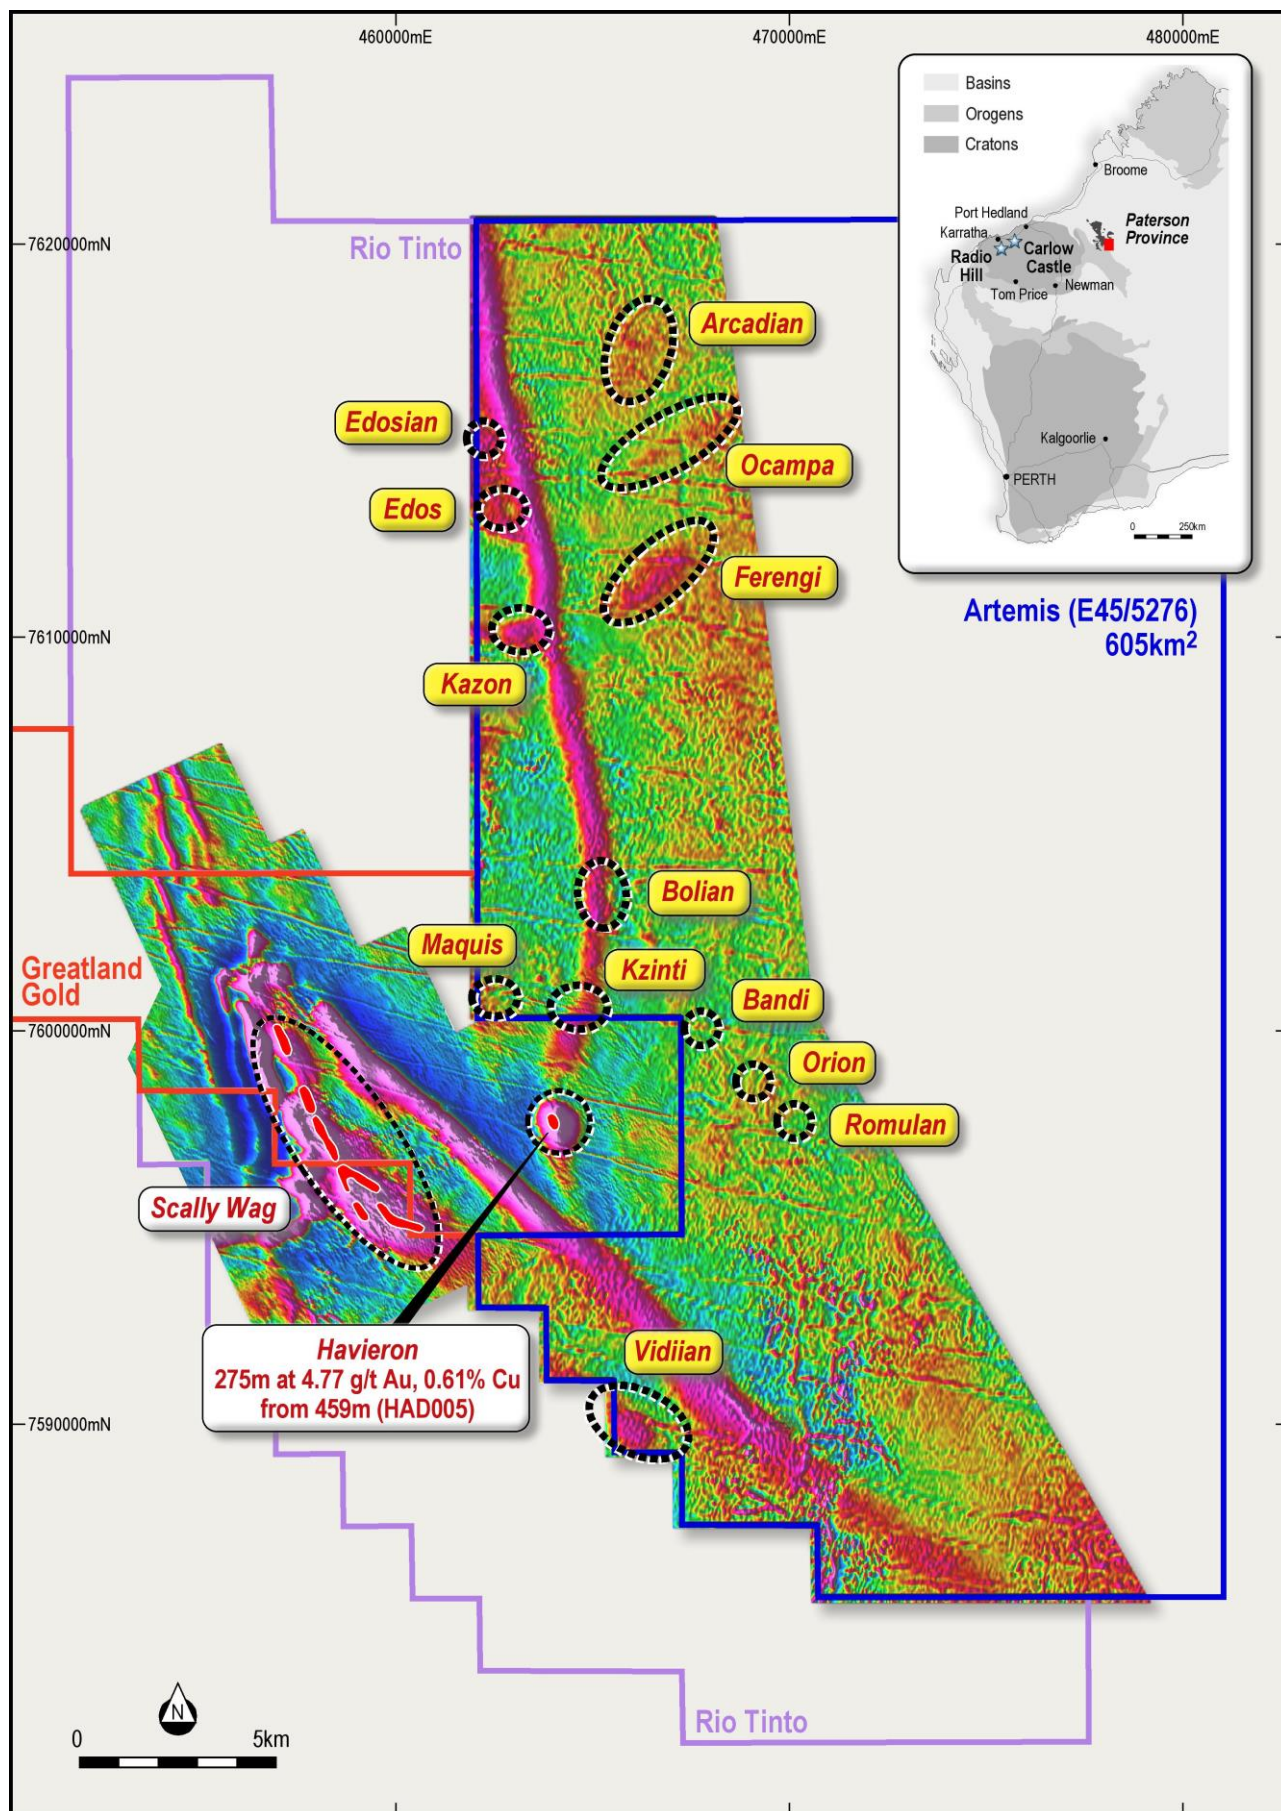 460000mE
470000mE
480000mE
Basins
Orogens
Cratons
Broome
Port Hedland
Karratha
Paterson
Province
Radio
Hill
Carlow
Castle
Tom Price
Newman
Kalgoorlie
PERTH
0 250km
7620000mN
Rio Tinto
Arcadian
Edosian
Ocampa
Edos
Ferengi
Artemis (E45/5276)
605km²
7610000mN
Kazon
Bolian
Maquis
Kzinti
Greatland
Gold
Bandi
7600000mN
Orion
Romulan
Scally Wag
Havieron
275m at 4.77 g/t Au, 0.61% Cu
from 459m (HAD005)
Vidiian
7590000mN
N
0 5km
Rio Tinto